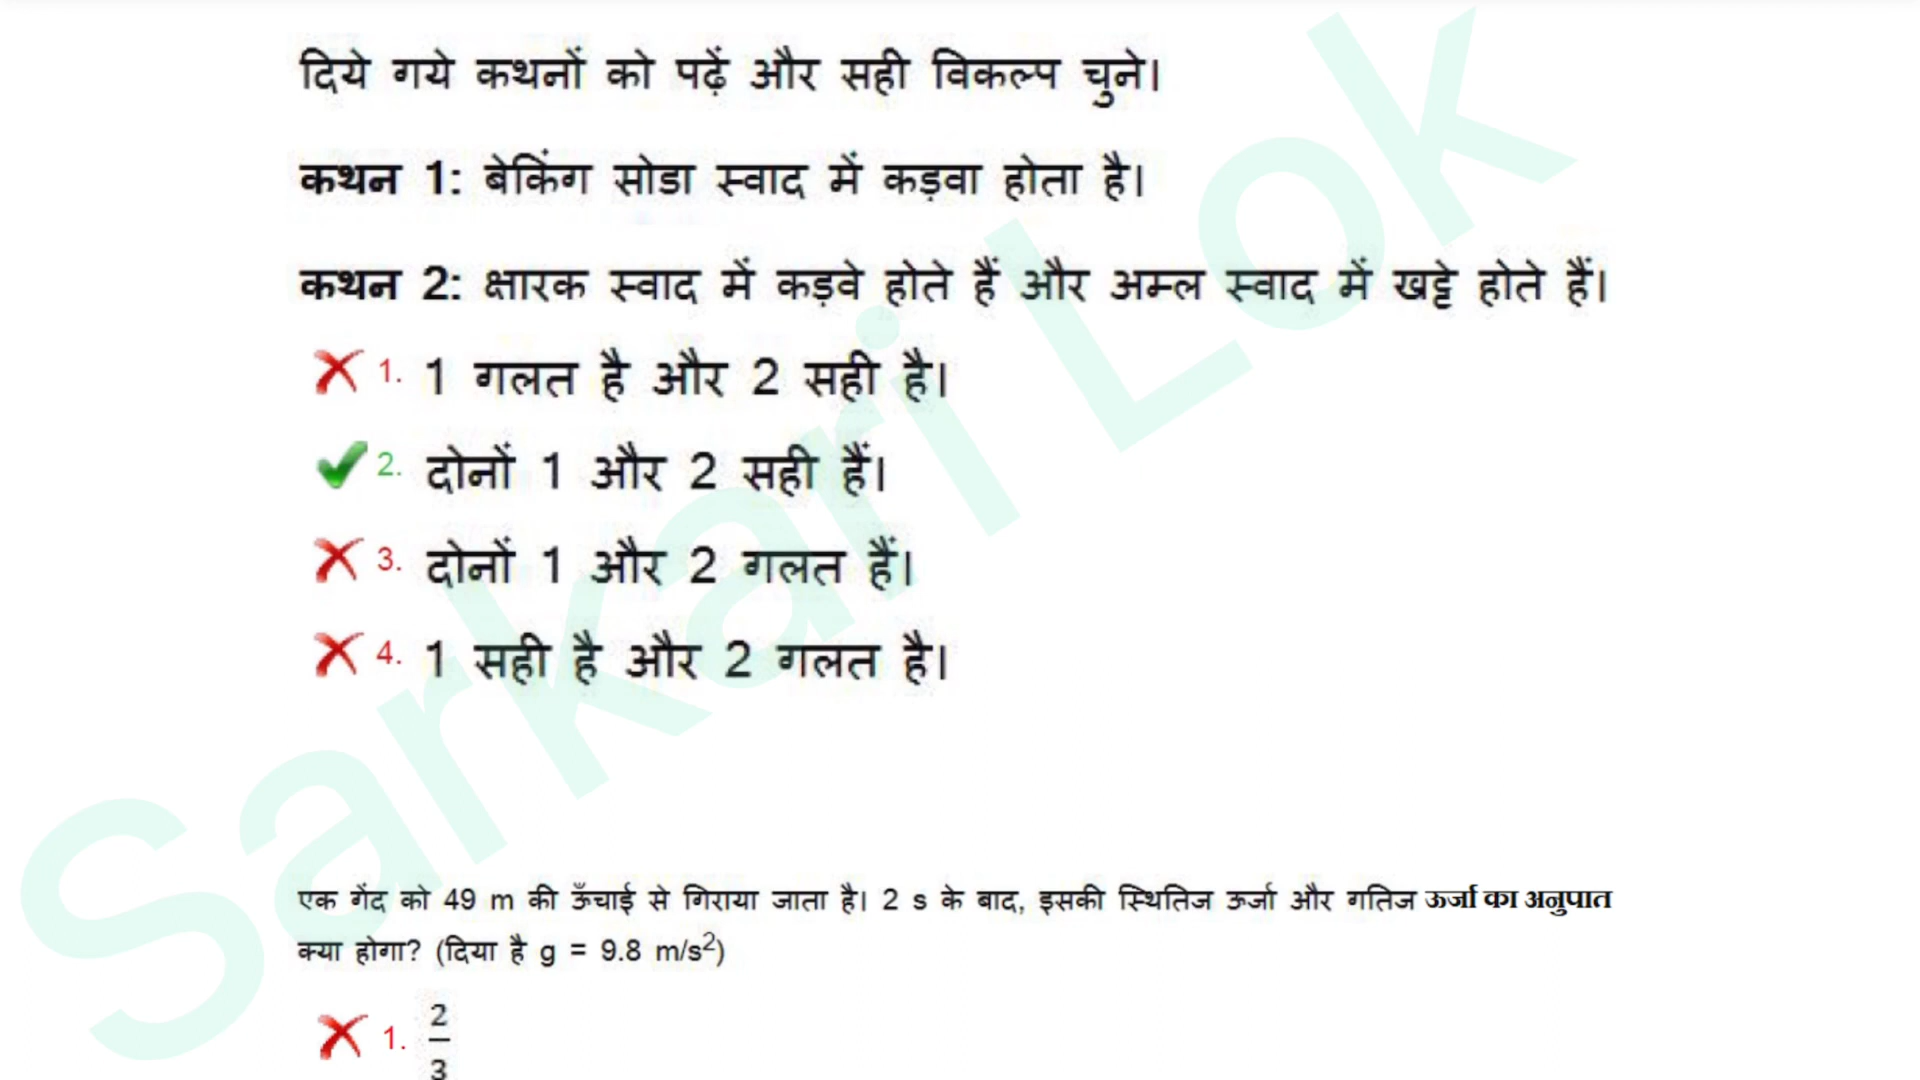 दिये गये कथनों को पढ़ें और सही विकल्प चुने।
कथन 1: बेकिंग सोडा स्वाद में कड़वा होता है।
कथन 2: क्षारक स्वाद में कड़वे होते हैं और अम्ल स्वाद में खट्टे होते हैं।
1. 1 गलत है और 2 सही है।
2. दोनों 1 और 2 सही हैं।
3. दोनों 1 और 2 गलत हैं।
4. 1 सही है और 2 गलत है।
एक गेंद को 49 m की ऊँचाई से गिराया जाता है। 2 s के बाद, इसकी स्थितिज ऊर्जा और गतिज ऊर्जा का अनुपात
क्या होगा? (दिया है g = 9.8 m/s²)
1. 2/3
Sarkari Lok